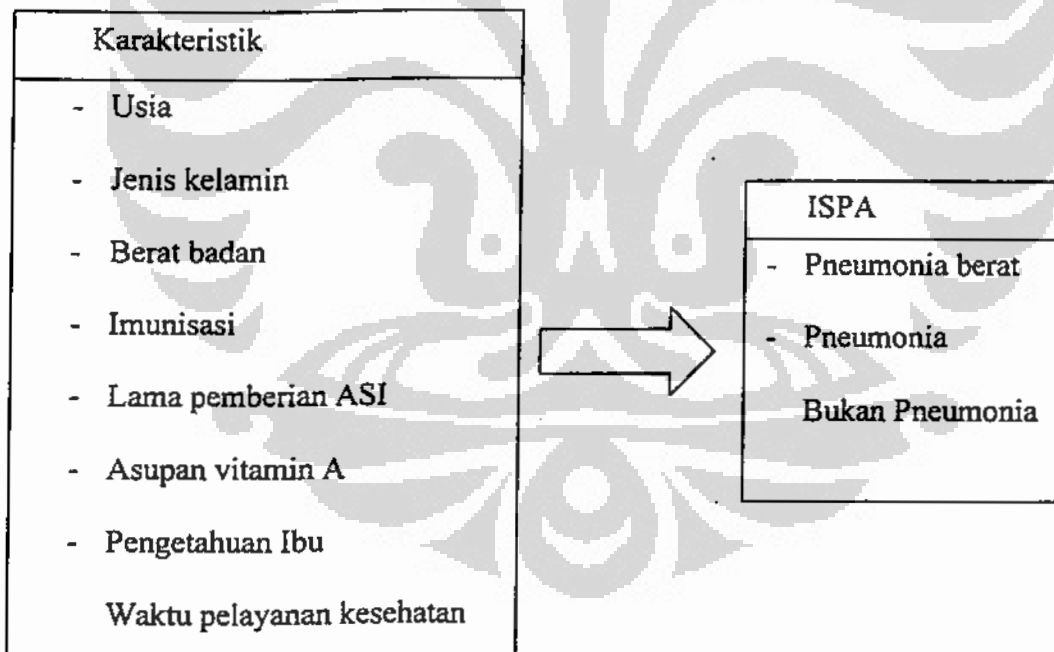 Karakteristik
- Usia
- Jenis kelamin
- Berat badan
- Imunisasi
- Lama pemberian ASI
- Asupan vitamin A
- Pengetahuan Ibu
Waktu pelayanan kesehatan
ISPA
- Pneumonia berat
- Pneumonia
Bukan Pneumonia